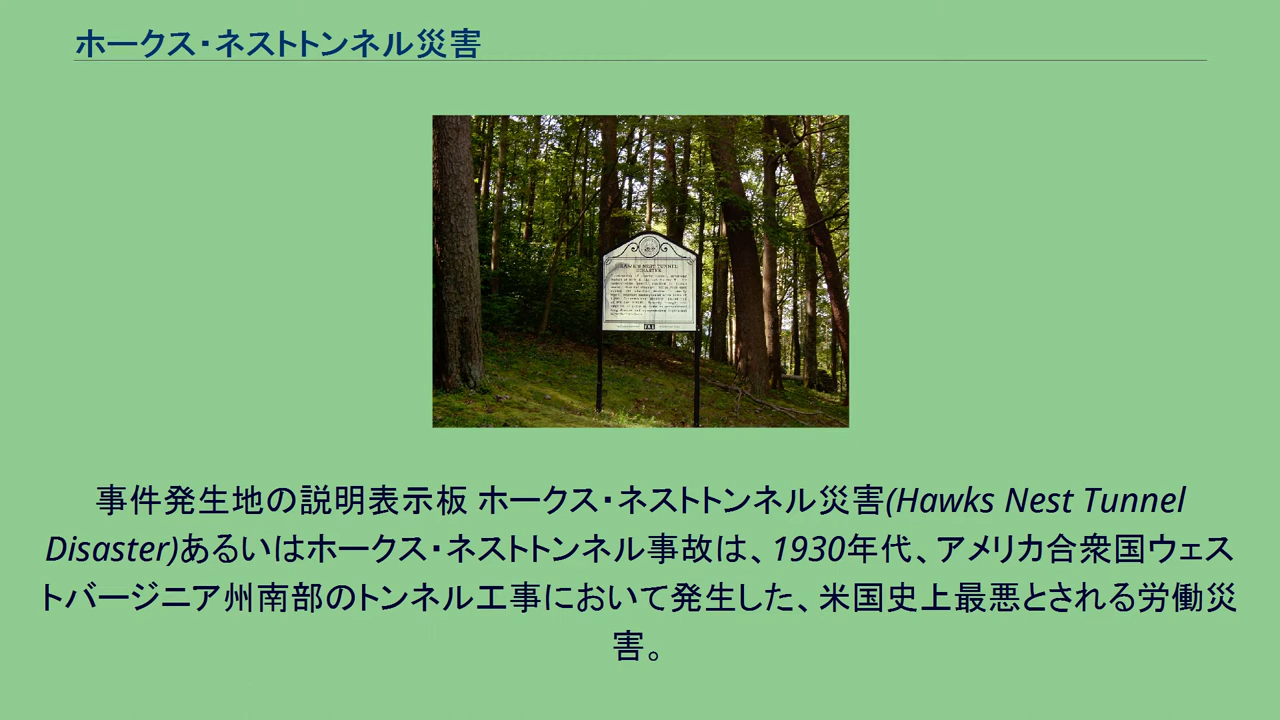 ホークス・ネストトンネル災害
HAWKS NEST TUNNEL
DISASTER
事件発生地の説明表示板 ホークス・ネストトンネル災害(Hawks Nest Tunnel
Disaster)あるいはホークス・ネストトンネル事故は、1930年代、アメリカ合衆国ウェス
トバージニア州南部のトンネル工事において発生した、米国史上最悪とされる労働災
害。